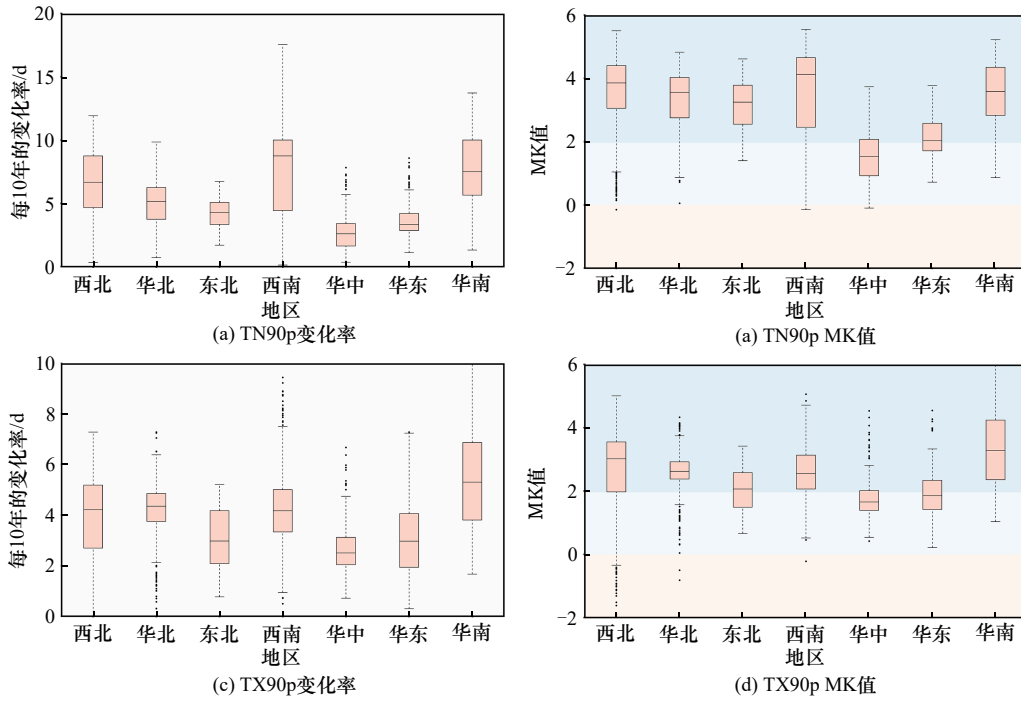 每10年的变化率/d
20
15
10
5
0
西北 华北 东北 西南 华中 华东 华南
地区
(a) TN90p变化率
MK值
6
4
2
0
−2
西北 华北 东北 西南 华中 华东 华南
地区
(a) TN90p MK值
每10年的变化率/d
10
8
6
4
2
0
西北 华北 东北 西南 华中 华东 华南
地区
(c) TX90p变化率
MK值
6
4
2
0
−2
西北 华北 东北 西南 华中 华东 华南
地区
(d) TX90p MK值